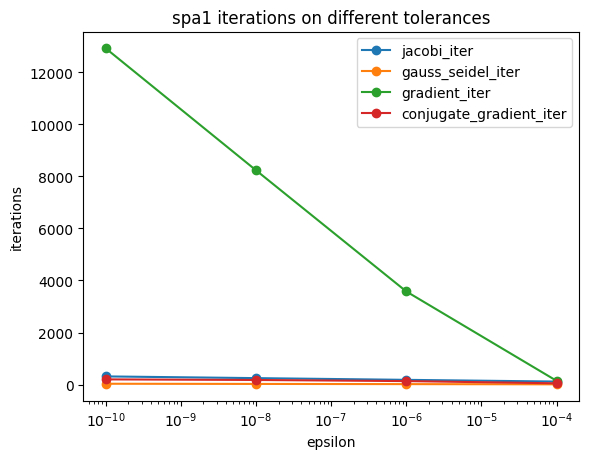 spa1 iterations on different tolerances
jacobi_iter
gauss_seidel_iter
gradient_iter
conjugate_gradient_iter
iterations
12000
10000
8000
6000
4000
2000
0
10⁻¹⁰ 10⁻⁹ 10⁻⁸ 10⁻⁷ 10⁻⁶ 10⁻⁵ 10⁻⁴
epsilon